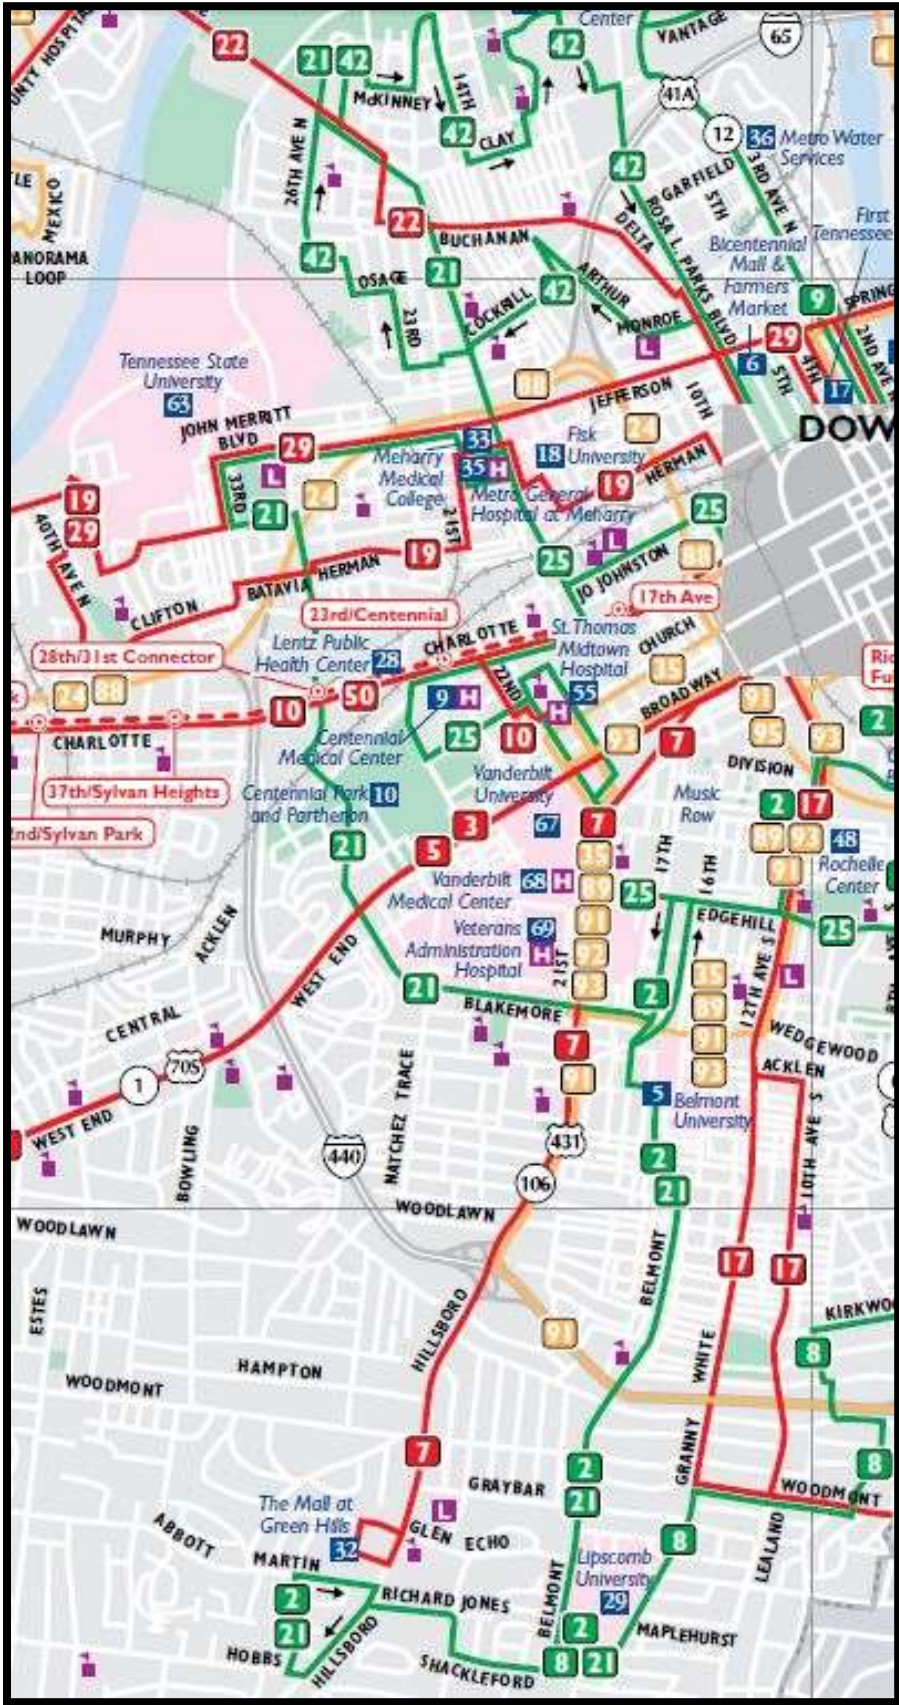 Center
VANTAGE
65
22
21
42
42
UNTY HOSPITA
McKINNEY
14TH
41A
42
CLAY
12
36
Metro Water
Services
26TH AVE N
42
GARFIELD
5TH
3RD AVE N
MEXICO
ROSA L PARKS BLVD
DELTA
First
Tennessee
22
BUCHANAN
Bicentennial
Mall &
Farmers
Market
ANORAMA
LOOP
42
21
OSAGE
ARTHUR
42
9
SPRING
COCKRILL
23RD
MONROE
L
29
2ND AVE N
Tennessee State
University
63
88
6
5TH
4TH
17
JEFFERSON
10TH
JOHN MERRITT
BLVD
24
DOW
29
33
Fisk
University
18
35
H
Meharry
Medical
College
L
33RD
24
Metro General
Hospital at Meharry
19
HERMAN
19
29
21
21ST
25
40TH AVE N
19
25
L
JO JOHNSTON
88
BATAVIA
HERMAN
CLIFTON
17th Ave
23rd/Centennial
CHARLOTTE
St. Thomas
Midtown
Hospital
CHURCH
28th/31st Connector
Lentz Public
Health Center
28
35
24
88
10
50
9
H
22ND
55
H
BROADWAY
91
CHARLOTTE
25
10
93
7
95
93
2
Centennial
Medical Center
DIVISION
37th/Sylvan Heights
Centennial Park
and Parthenon
10
Vanderbilt
University
Music
Row
2
17
nd/Sylvan Park
3
67
7
89
93
48
5
21
35
17TH
16TH
91
Rochelle
Center
Vanderbilt
Medical Center
68
H
89
25
Veterans
Administration
Hospital
69
H
91
EDGEHILL
25
MURPHY
ACKLEN
92
WEST END
21ST
93
35
12TH AVE S
L
21
2
89
BLAKEMORE
91
WEDGEWOOD
CENTRAL
7
93
ACKLEN
70S
1
91
5
Belmont
University
WEST END
NATCHEZ TRACE
10TH AVE S
431
440
2
BOWLING
106
21
WOODLAWN
WOODLAWN
17
17
BELMONT
ESTES
HILLSBORO
91
KIRKWO
8
HAMPTON
WHITE
WOODMONT
7
GRANNY
2
8
GRAYBAR
WOODMONT
21
The Mall at
Green Hills
32
L
GLEN ECHO
8
ABBOTT
LEALAND
MARTIN
Lipscomb
University
29
2
RICHARD JONES
BELMONT
21
2
MAPLEHURST
HOBBS
HILLSBORO
SHACKLEFORD
8
21